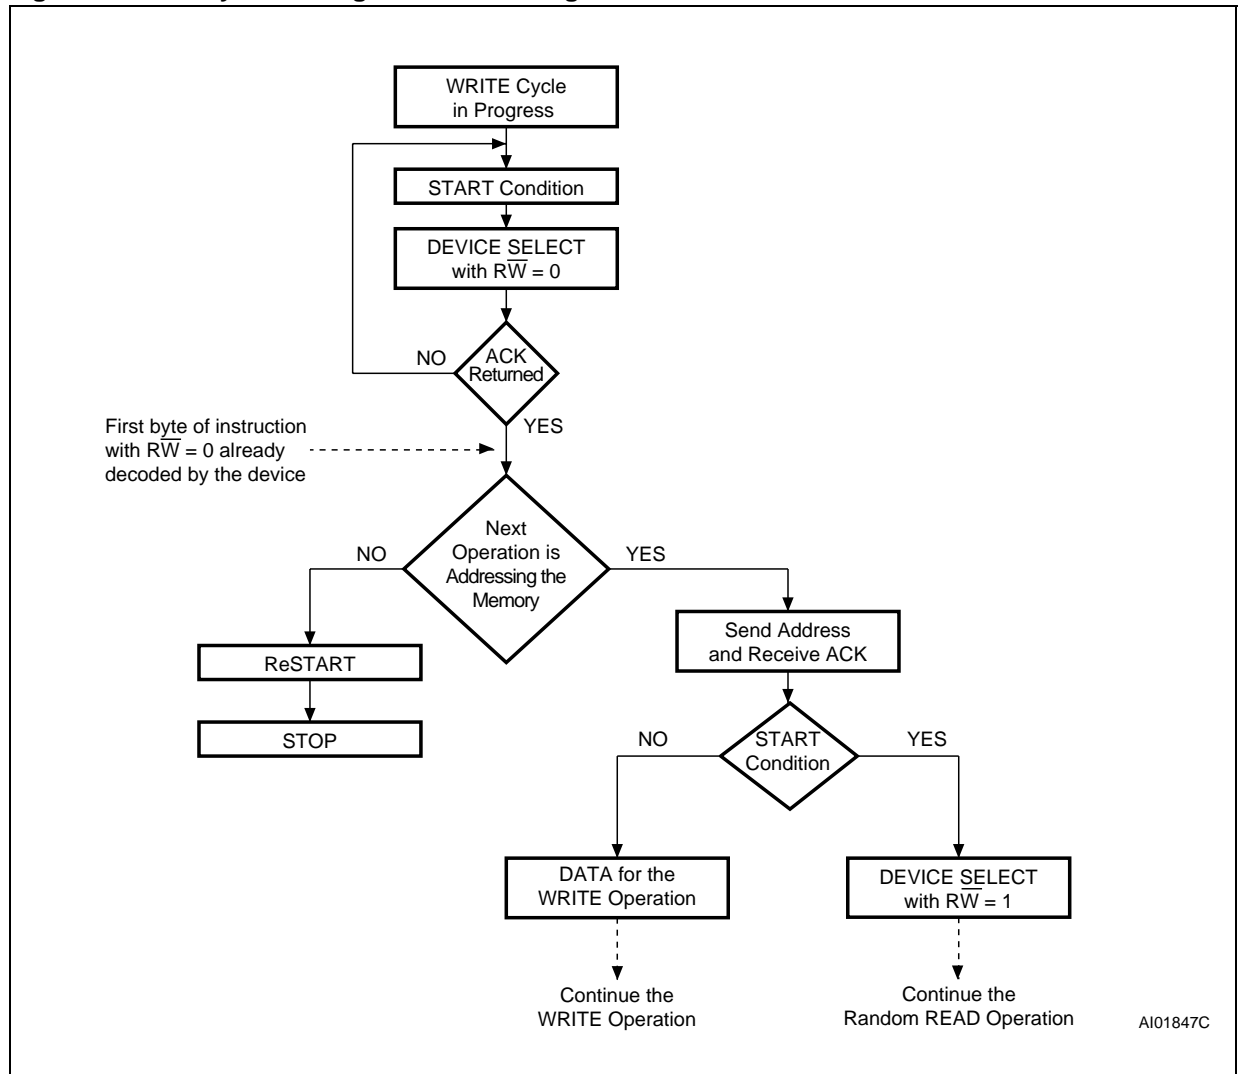 WRITE Cycle
in Progress
START Condition
DEVICE SELECT
with RW̅ = 0
NO
ACK
Returned
YES
First byte of instruction
with RW̅ = 0 already
decoded by the device
Next
Operation is
Addressing the
Memory
NO
YES
Send Address
and Receive ACK
ReSTART
STOP
NO
START
Condition
YES
DATA for the
WRITE Operation
DEVICE SELECT
with RW̅ = 1
Continue the
WRITE Operation
Continue the
Random READ Operation
AI01847C